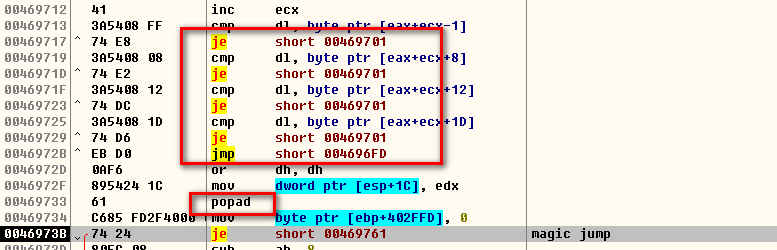 00469712 41 inc ecx
00469713 3A5408 FF cmp dl, byte ptr [eax+ecx-1]
00469717 ^ 74 E8 je short 00469701
00469719 3A5408 08 cmp dl, byte ptr [eax+ecx+8]
0046971D ^ 74 E2 je short 00469701
0046971F 3A5408 12 cmp dl, byte ptr [eax+ecx+12]
00469723 ^ 74 DC je short 00469701
00469725 3A5408 1D cmp dl, byte ptr [eax+ecx+1D]
00469729 ^ 74 D6 je short 00469701
0046972B ^ EB D0 jmp short 004696FD
0046972D 0AF6 or dh, dh
0046972F 895424 1C mov dword ptr [esp+1C], edx
00469733 61 popad
00469734 C685 FD2F4000 mov byte ptr [ebp+402FFD], 0
0046973B 74 24 je short 00469761 magic jump
0046973D 80EC 08 sub ah, 8